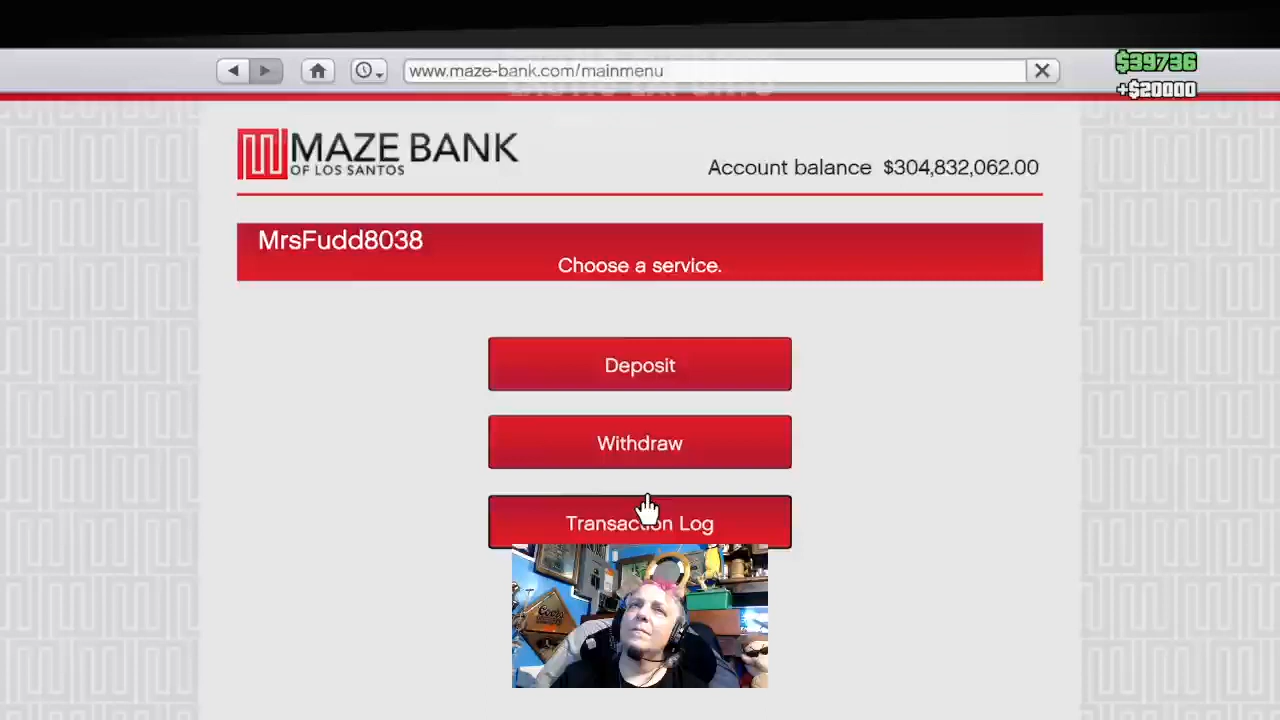 www.maze-bank.com/mainmenu
$39736
+$20000
MAZE BANK
OF LOS SANTOS
Account balance $304,832,062.00
MrsFudd8038
Choose a service.
Deposit
Withdraw
Transaction Log
Coors